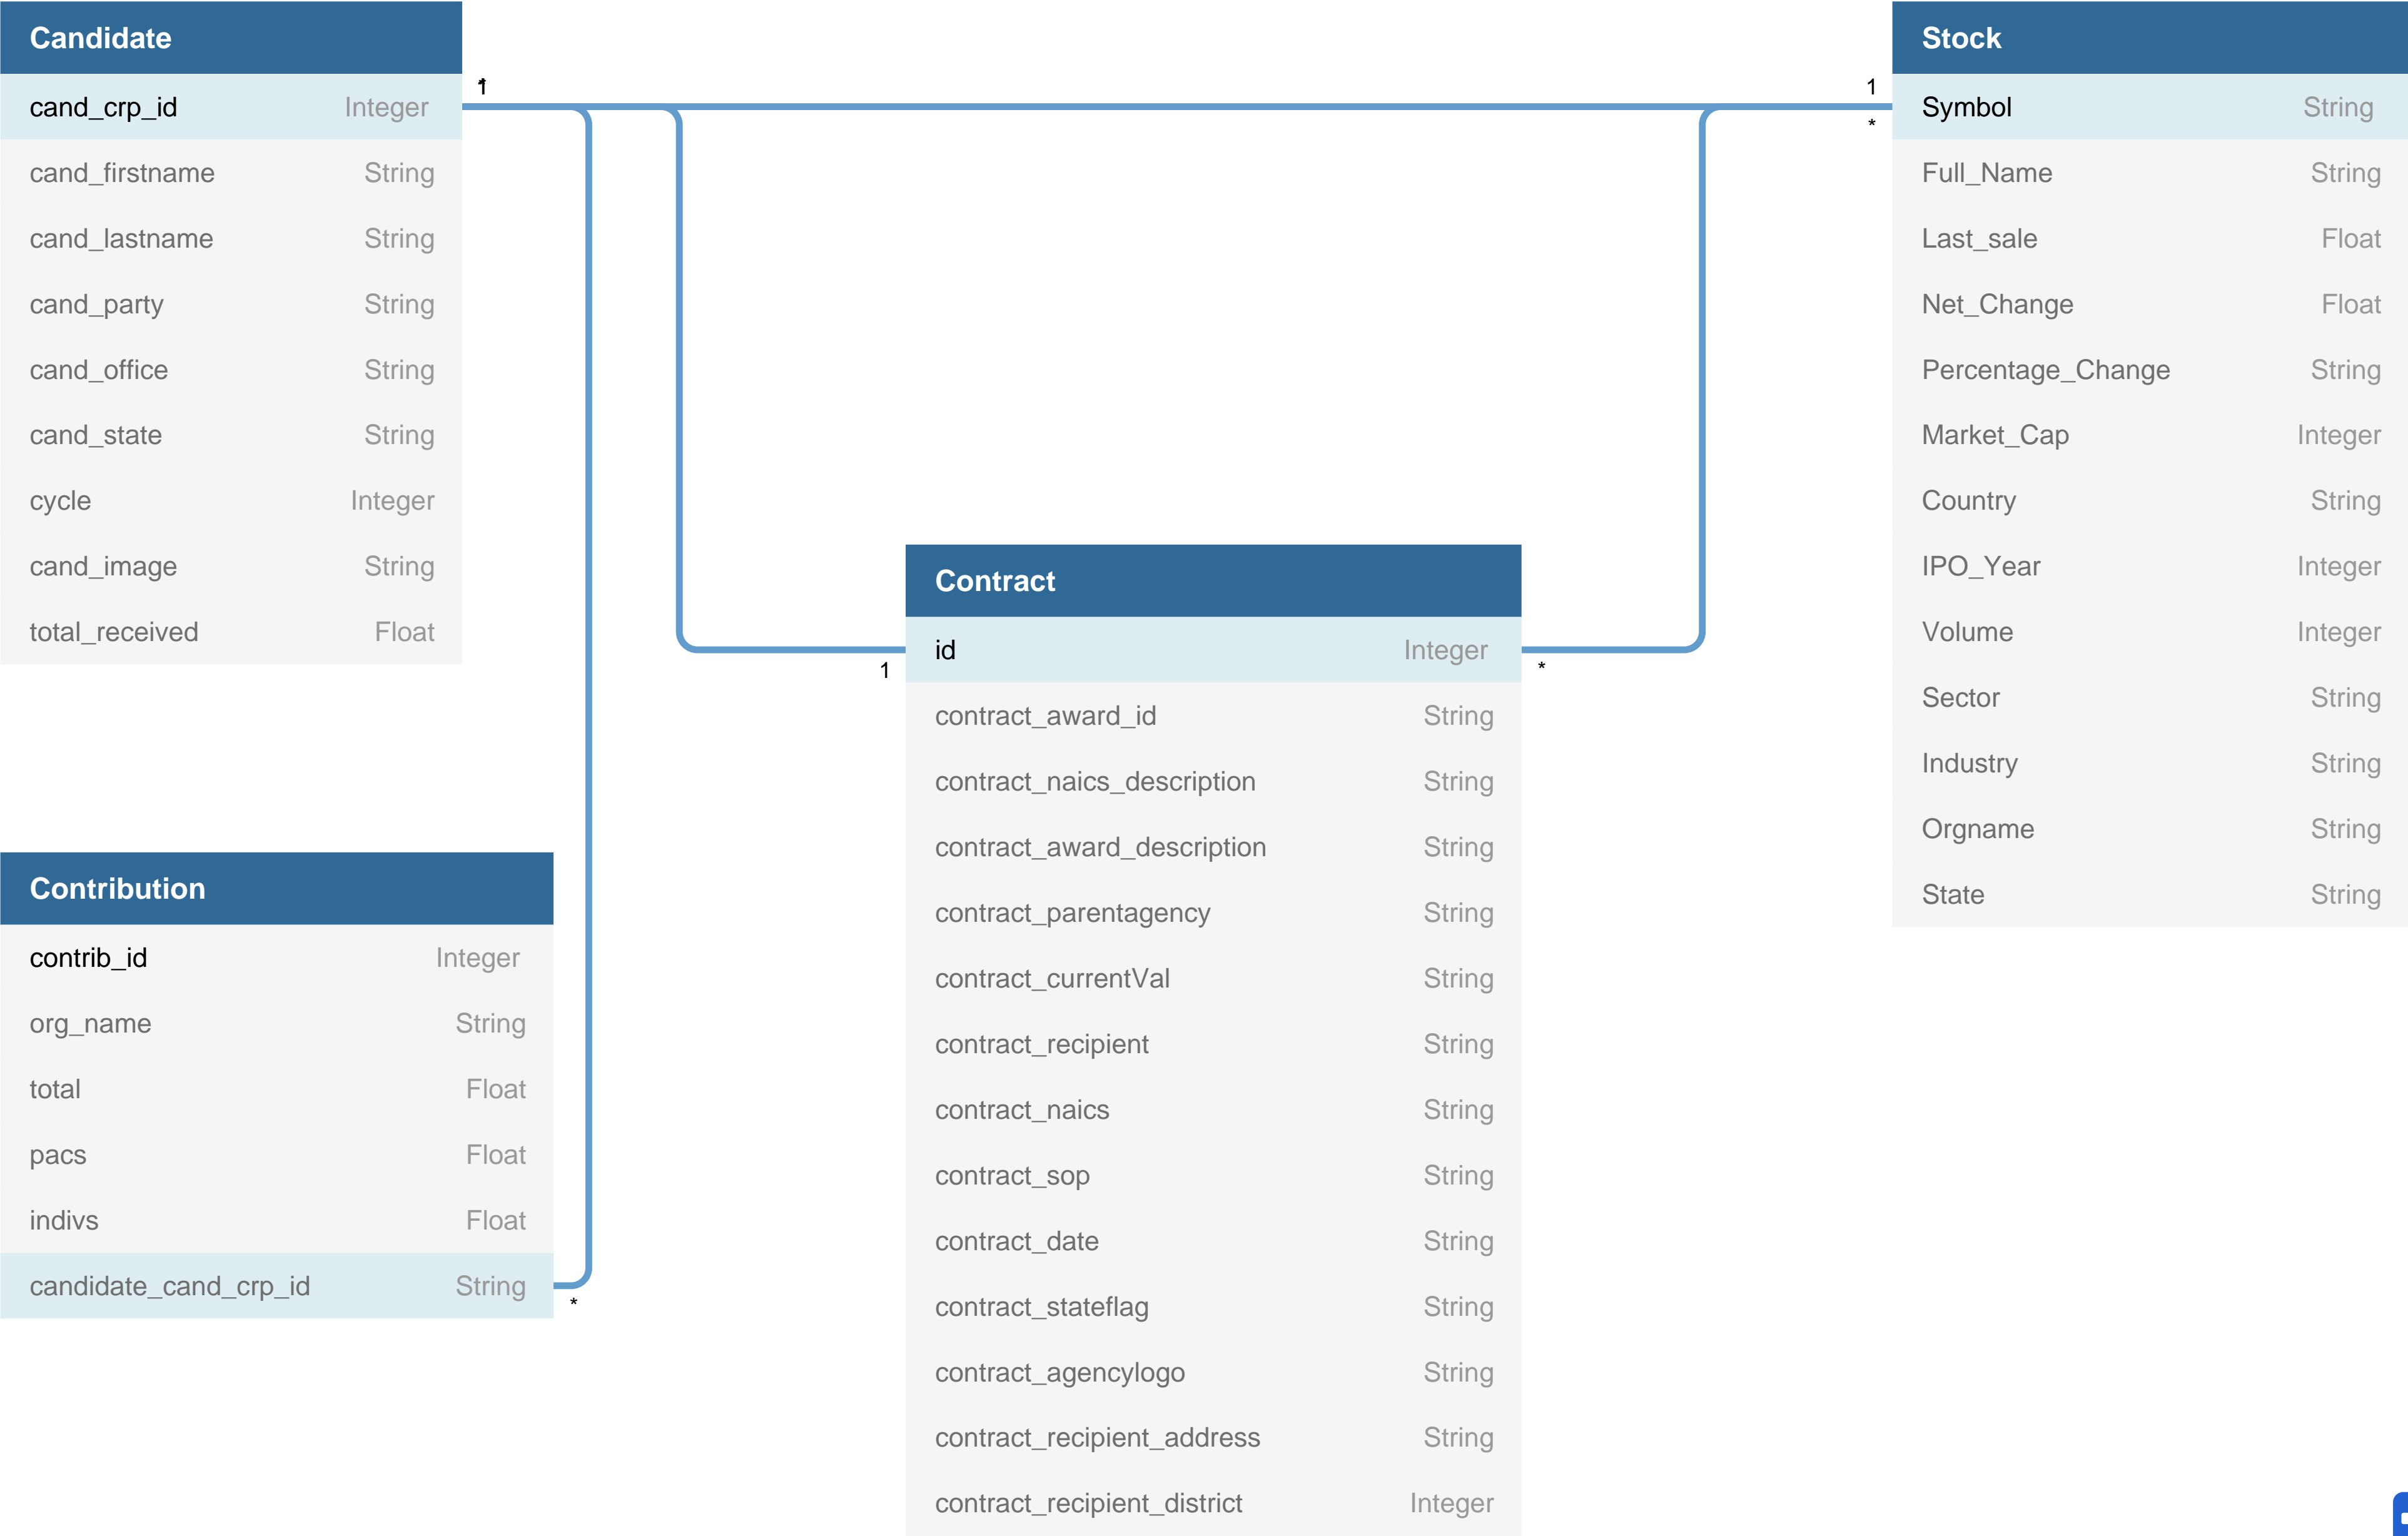 Candidate
cand_crp_id Integer
cand_firstname String
cand_lastname String
cand_party String
cand_office String
cand_state String
cycle Integer
cand_image String
total_received Float
1
*
1
*
Stock
Symbol String
Full_Name String
Last_sale Float
Net_Change Float
Percentage_Change String
Market_Cap Integer
Country String
IPO_Year Integer
Volume Integer
Sector String
Industry String
Orgname String
State String
Contract
id Integer
1
*
contract_award_id String
contract_naics_description String
contract_award_description String
contract_parentagency String
contract_currentVal String
contract_recipient String
contract_naics String
contract_sop String
contract_date String
contract_stateflag String
contract_agencylogo String
contract_recipient_address String
contract_recipient_district Integer
Contribution
contrib_id Integer
org_name String
total Float
pacs Float
indivs Float
candidate_cand_crp_id String
*